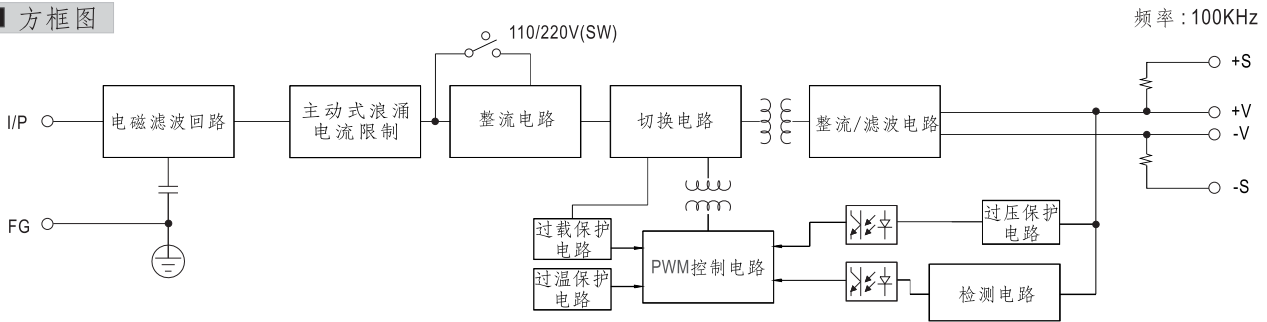 方框图
频率 : 100KHz
110/220V(SW)
+S
I/P
电磁滤波回路
主动式浪涌
电流限制
整流电路
切换电路
整流/滤波电路
+V
-V
-S
FG
过载保护
电路
过压保护
电路
PWM控制电路
过温保护
电路
检测电路